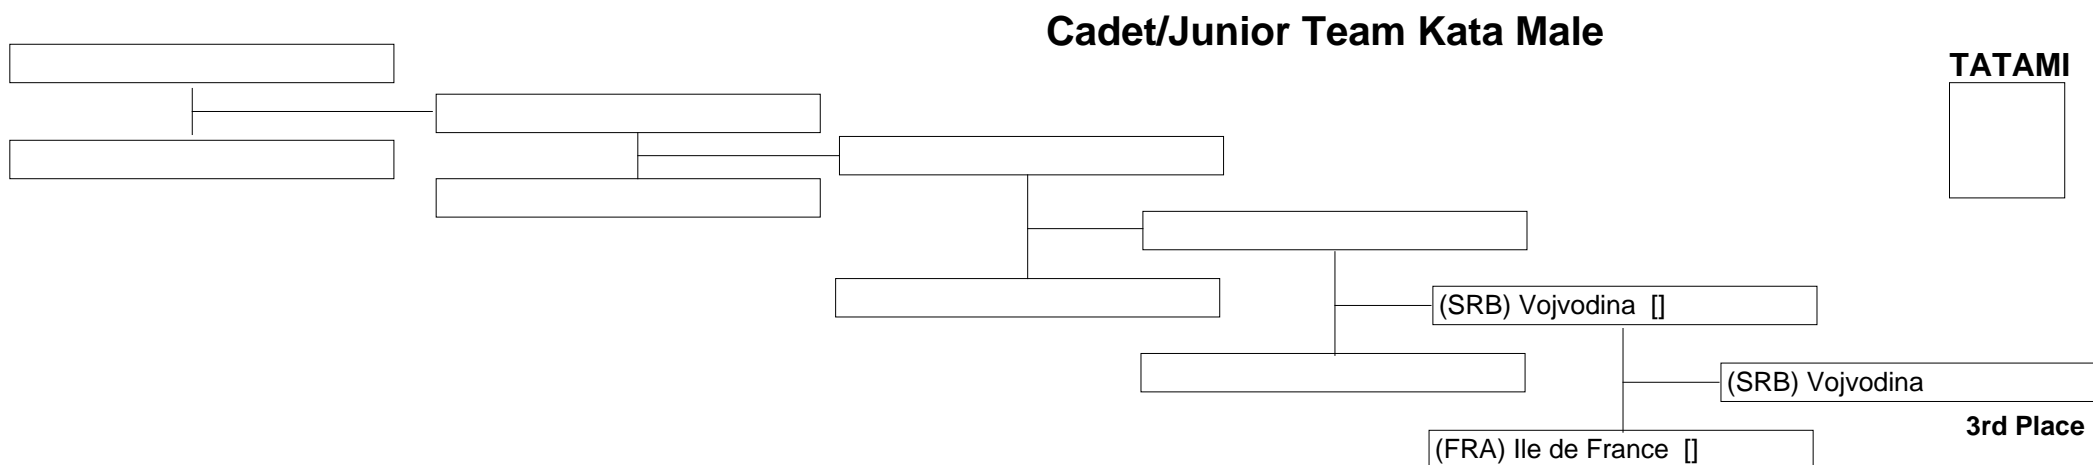 Cadet/Junior Team Kata Male
TATAMI
(SRB) Vojvodina  []
(SRB) Vojvodina
3rd Place
(FRA) Ile de France  []